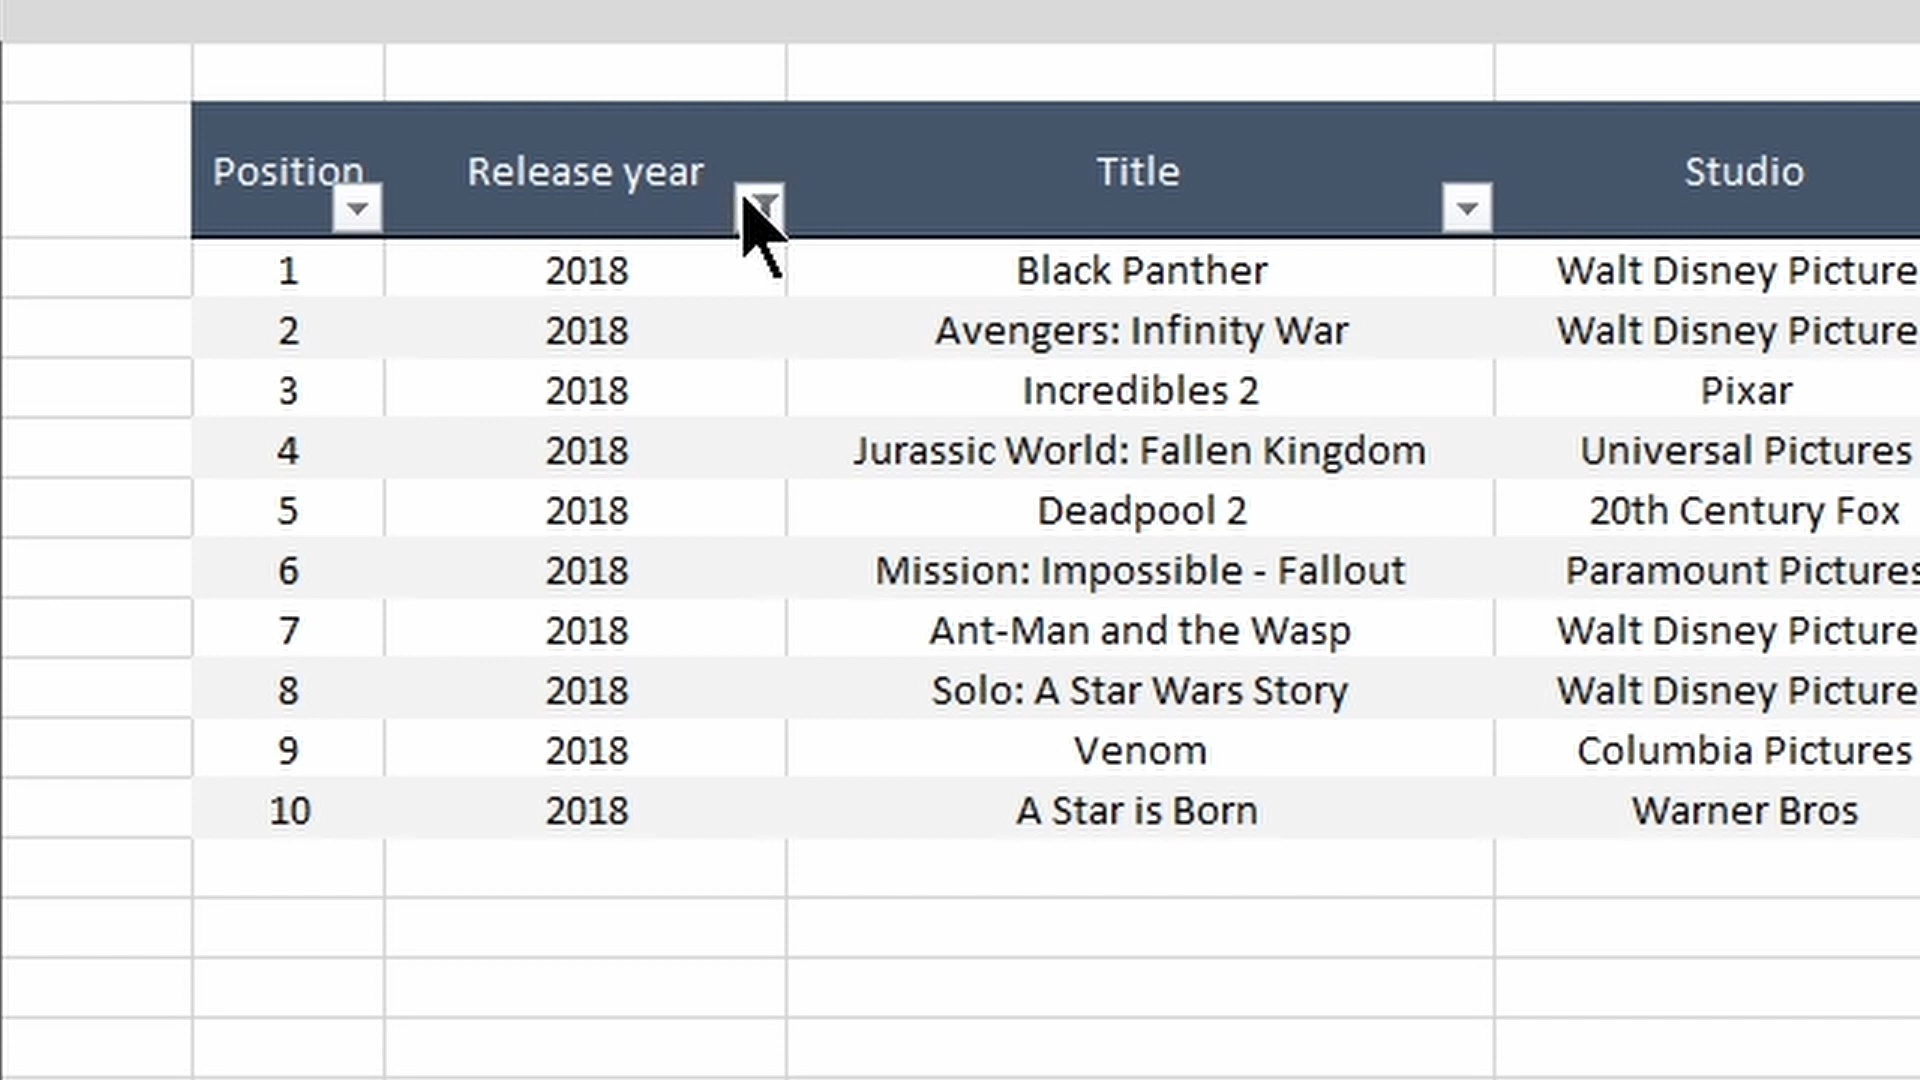 Position Release year Title Studio
1 2018 Black Panther Walt Disney Picture
2 2018 Avengers: Infinity War Walt Disney Picture
3 2018 Incredibles 2 Pixar
4 2018 Jurassic World: Fallen Kingdom Universal Pictures
5 2018 Deadpool 2 20th Century Fox
6 2018 Mission: Impossible - Fallout Paramount Pictures
7 2018 Ant-Man and the Wasp Walt Disney Picture
8 2018 Solo: A Star Wars Story Walt Disney Picture
9 2018 Venom Columbia Pictures
10 2018 A Star is Born Warner Bros